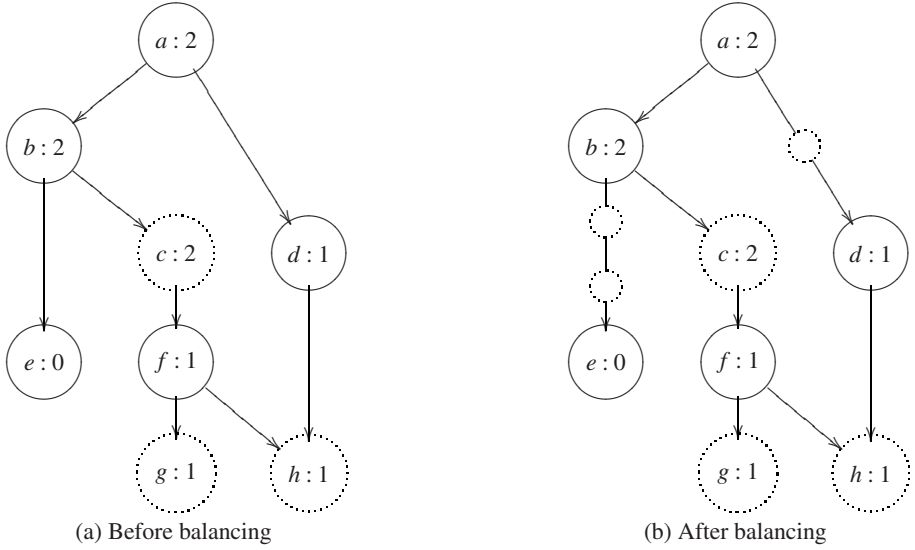 a : 2
b : 2
c : 2
d : 1
e : 0
f : 1
g : 1
h : 1
(a) Before balancing
a : 2
b : 2
c : 2
d : 1
e : 0
f : 1
g : 1
h : 1
(b) After balancing